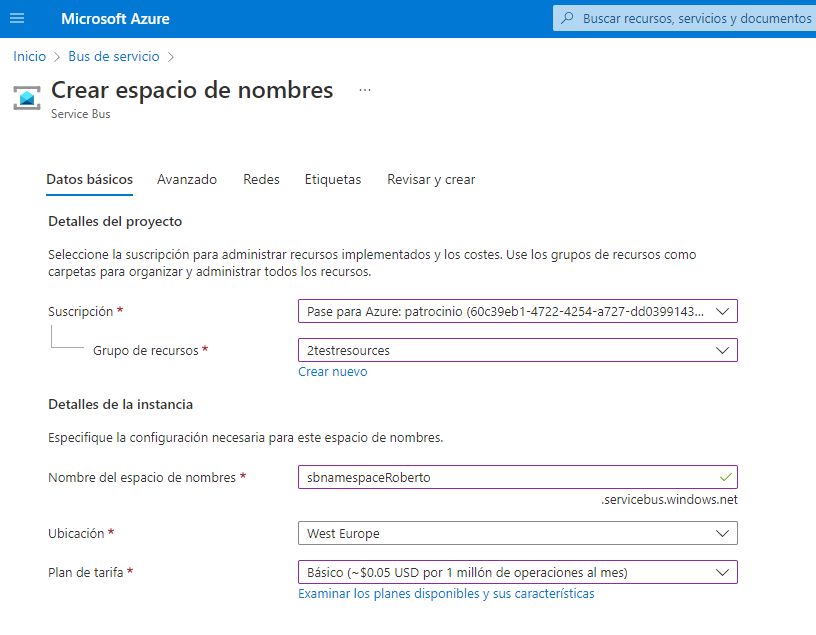 Microsoft Azure
Buscar recursos, servicios y documentos
Inicio > Bus de servicio >
Crear espacio de nombres ...
Service Bus
Datos básicos Avanzado Redes Etiquetas Revisar y crear
Detalles del proyecto
Seleccione la suscripción para administrar recursos implementados y los costes. Use los grupos de recursos como
carpetas para organizar y administrar todos los recursos.
Suscripción * Pase para Azure: patrocinio (60c39eb1-4722-4254-a727-dd0399143...
Grupo de recursos * 2testresources
Crear nuevo
Detalles de la instancia
Especifique la configuración necesaria para este espacio de nombres.
Nombre del espacio de nombres * sbnamespaceRoberto
.servicebus.windows.net
Ubicación * West Europe
Plan de tarifa * Básico (~$0.05 USD por 1 millón de operaciones al mes)
Examinar los planes disponibles y sus características